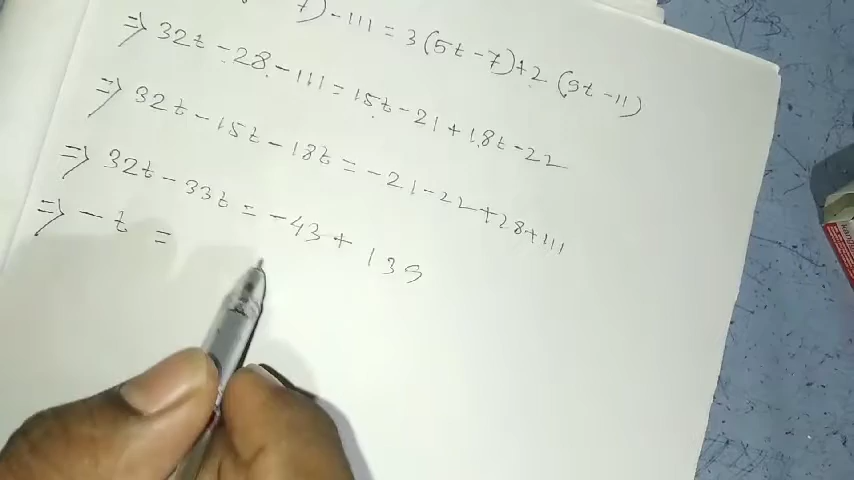 7) - 111 = 3 (5t - 7) + 2 (9t - 11)
⇒ 32t - 28 - 111 = 15t - 21 + 18t - 22
⇒ 32t - 15t - 18t = -21 - 22 + 28 + 111
⇒ 32t - 33t = -43 + 139
⇒ - t =